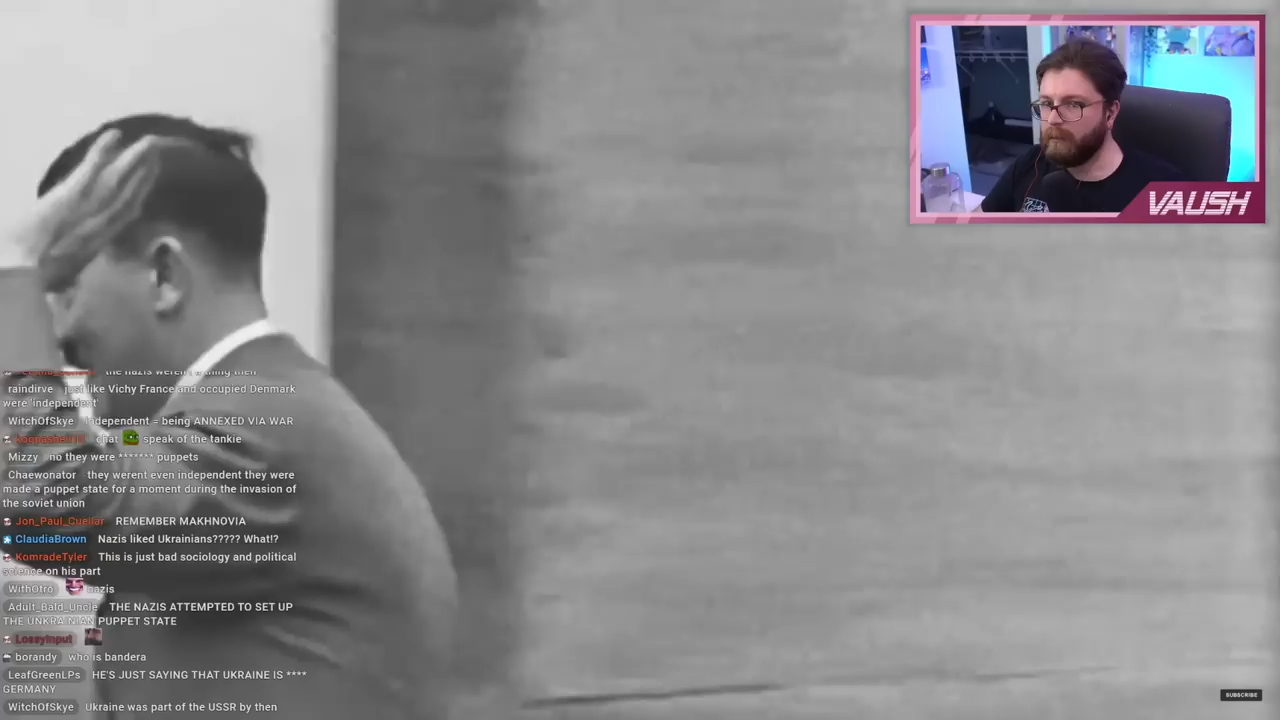 VAUSH
raindirve just like Vichy France and occupied Denmark
were 'independent'
WitchOfSkye independent = being ANNEXED VIA WAR
chat speak of the tankie
Mizzy no they were ******* puppets
Chaewonator they werent even independent they were
made a puppet state for a moment during the invasion of
the soviet union
Jon_Paul_Cuellar REMEMBER MAKHNOVIA
ClaudiaBrown Nazis liked Ukrainians????? What!?
KomradeTyler This is just bad sociology and political
science on his part
WithOtro nazis
Adult_Bald_Uncle THE NAZIS ATTEMPTED TO SET UP
THE UNKRAINIAN PUPPET STATE
LossyInput
borandy who is bandera
LeafGreenLPs HE'S JUST SAYING THAT UKRAINE IS ****
GERMANY
WitchOfSkye Ukraine was part of the USSR by then
SUBSCRIBE